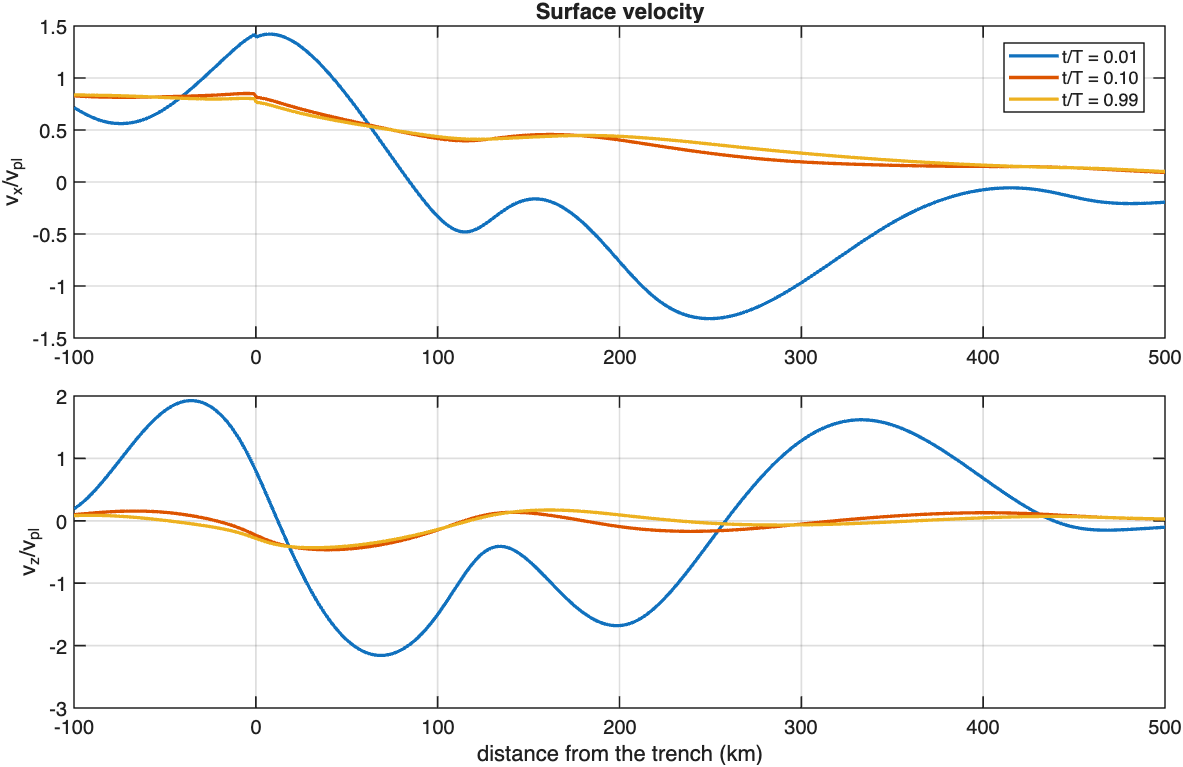 Surface velocity
1.5
1
0.5
0
-0.5
-1
-1.5
v_x/v_pl
-100 0 100 200 300 400 500
t/T = 0.01
t/T = 0.10
t/T = 0.99
2
1
0
-1
-2
-3
v_z/v_pl
-100 0 100 200 300 400 500
distance from the trench (km)